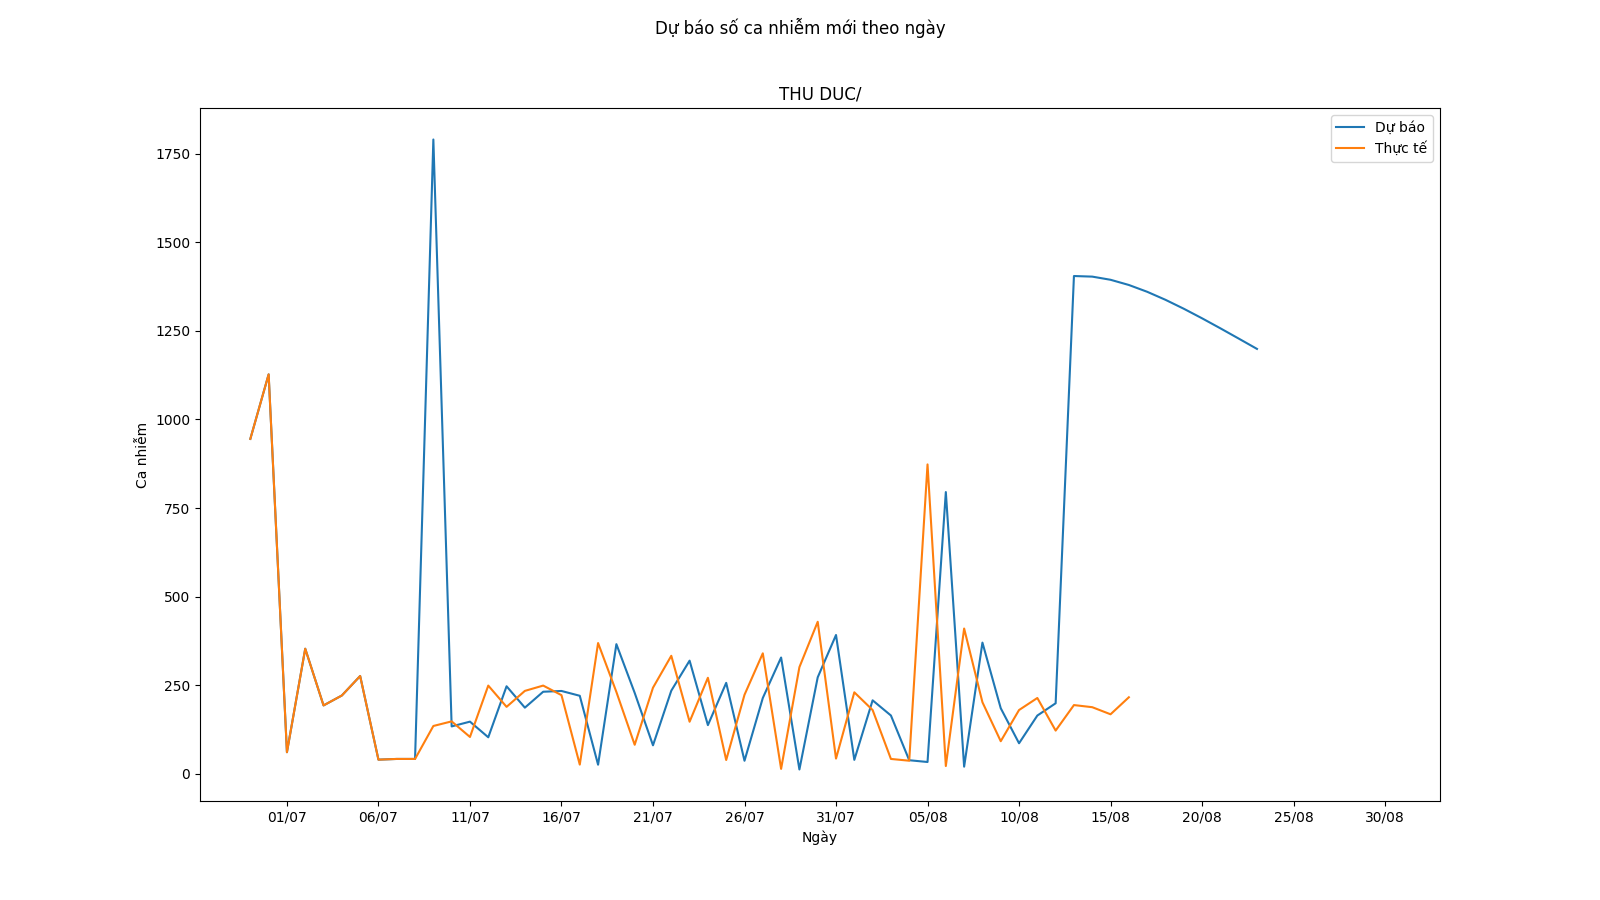 Dự báo số ca nhiễm mới theo ngày
THU DUC/
Dự báo
Thực tế
1750
1500
1250
1000
750
500
250
0
Ca nhiễm
01/07 06/07 11/07 16/07 21/07 26/07 31/07 05/08 10/08 15/08 20/08 25/08 30/08
Ngày